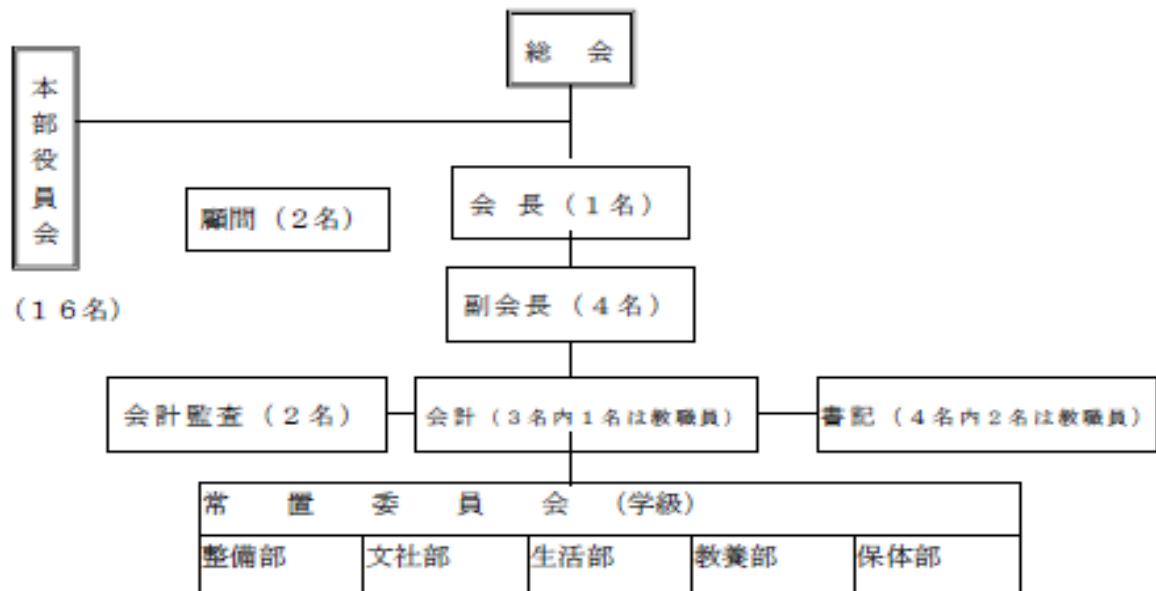 総　会
本部役員会
(１６名)
顧問（２名）
会 長（１名）
副会長（４名）
会計監査（２名）
会計（３名内１名は教職員）
書記（４名内２名は教職員）
常　置　委　員　会　(学級)
整備部　文社部　生活部　教養部　保体部